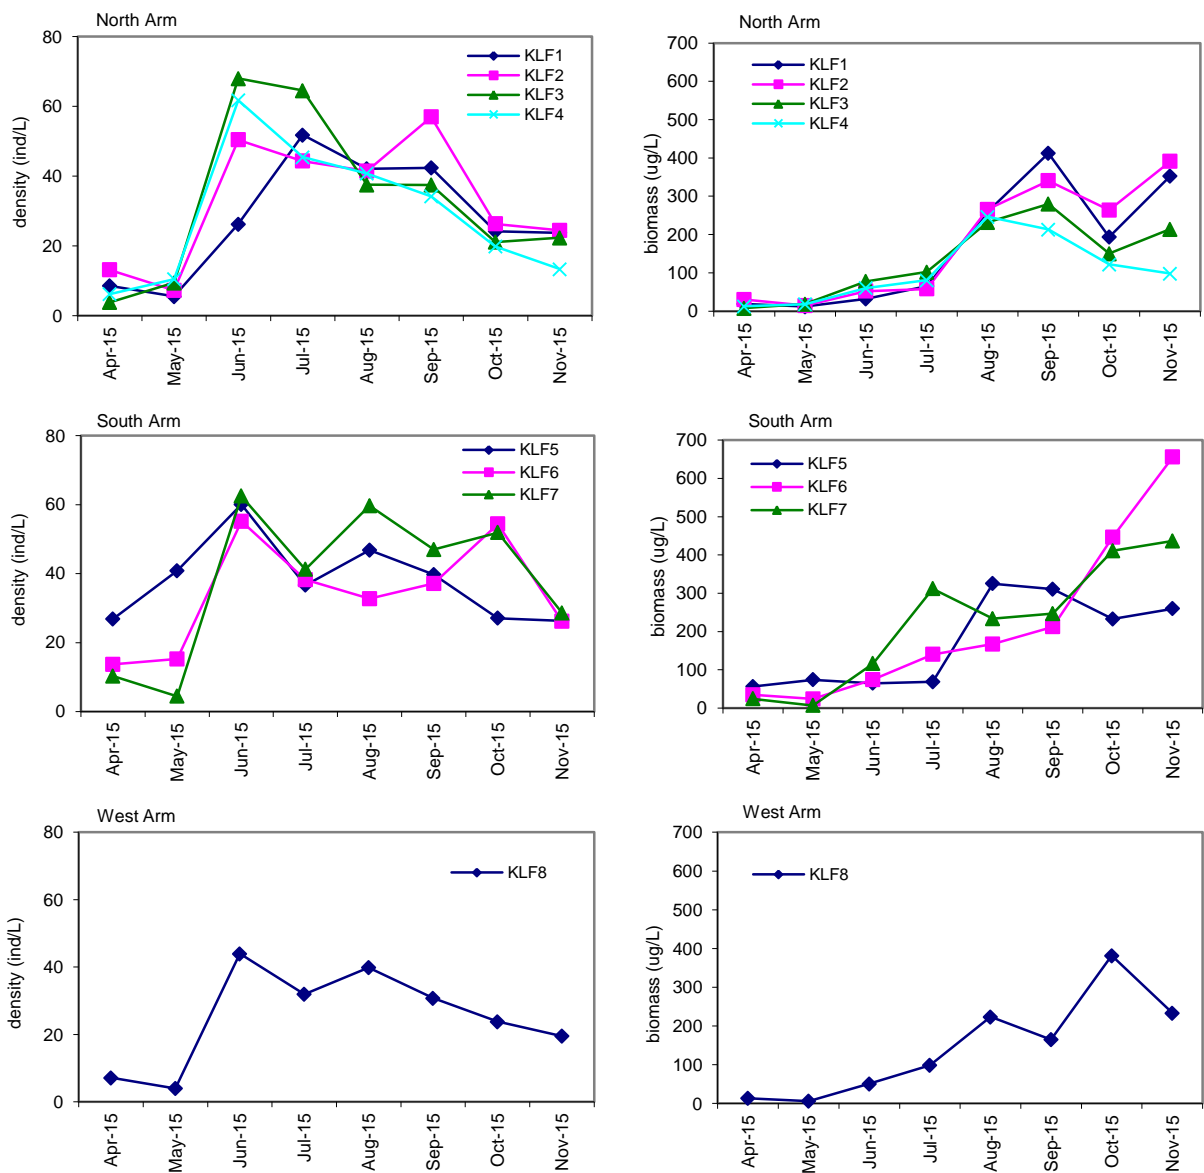 North Arm
density (ind/L)
80
60
40
20
0
KLF1
KLF2
KLF3
KLF4
Apr-15
May-15
Jun-15
Jul-15
Aug-15
Sep-15
Oct-15
Nov-15
North Arm
biomass (ug/L)
700
600
500
400
300
200
100
0
KLF1
KLF2
KLF3
KLF4
Apr-15
May-15
Jun-15
Jul-15
Aug-15
Sep-15
Oct-15
Nov-15
South Arm
density (ind/L)
80
60
40
20
0
KLF5
KLF6
KLF7
Apr-15
May-15
Jun-15
Jul-15
Aug-15
Sep-15
Oct-15
Nov-15
South Arm
biomass (ug/L)
700
600
500
400
300
200
100
0
KLF5
KLF6
KLF7
Apr-15
May-15
Jun-15
Jul-15
Aug-15
Sep-15
Oct-15
Nov-15
West Arm
density (ind/L)
80
60
40
20
0
KLF8
Apr-15
May-15
Jun-15
Jul-15
Aug-15
Sep-15
Oct-15
Nov-15
West Arm
biomass (ug/L)
700
600
500
400
300
200
100
0
KLF8
Apr-15
May-15
Jun-15
Jul-15
Aug-15
Sep-15
Oct-15
Nov-15